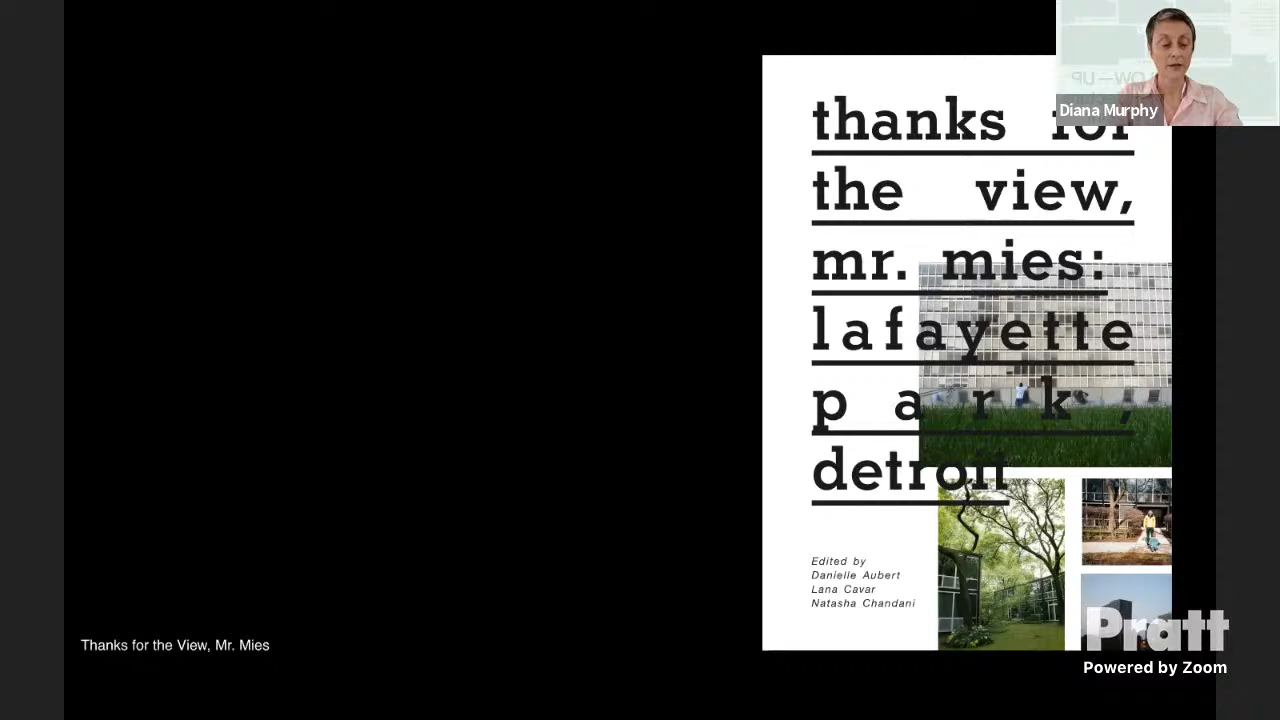 thanks for
the view,
mr. mies:
lafayette
park,
detroit
Edited by
Danielle Aubert
Lana Cavar
Natasha Chandani
Thanks for the View, Mr. Mies
Diana Murphy
Pratt
Powered by Zoom